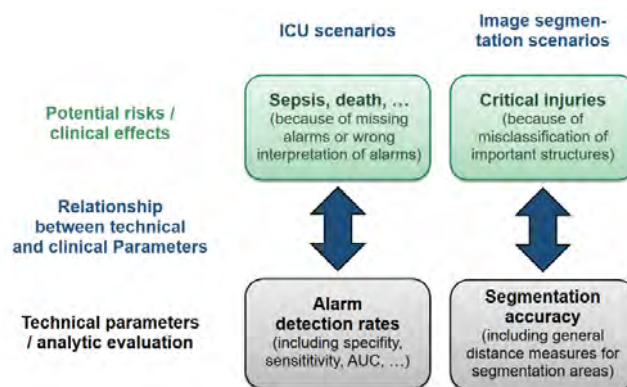 ICU scenarios
Image segmen-
tation scenarios
Potential risks /
clinical effects
Sepsis, death, …
(because of missing
alarms or wrong
interpretation of alarms)
Critical injuries
(because of
misclassification of
important structures)
Relationship
between technical
and clinical Parameters
Technical parameters
/ analytic evaluation
Alarm
detection rates
(including specifity,
sensititivity, AUC, …)
Segmentation
accuracy
(including general
distance measures for
segmentation areas)